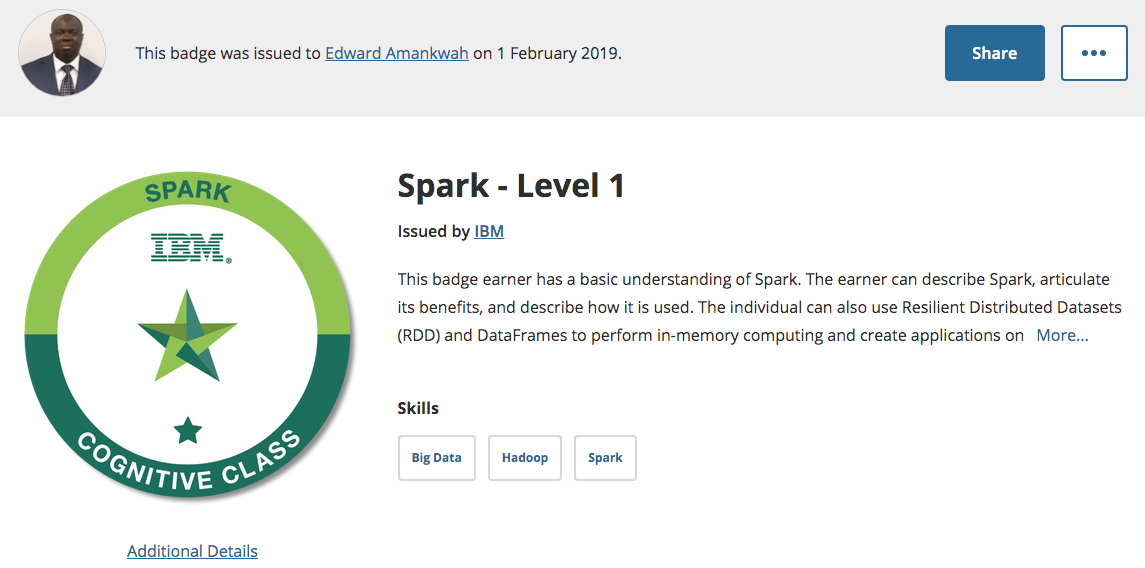 This badge was issued to Edward Amankwah on 1 February 2019.
Share
SPARK
IBM®
COGNITIVE CLASS
Additional Details
Spark - Level 1
Issued by IBM
This badge earner has a basic understanding of Spark. The earner can describe Spark, articulate
its benefits, and describe how it is used. The individual can also use Resilient Distributed Datasets
(RDD) and DataFrames to perform in-memory computing and create applications on More...
Skills
Big Data
Hadoop
Spark